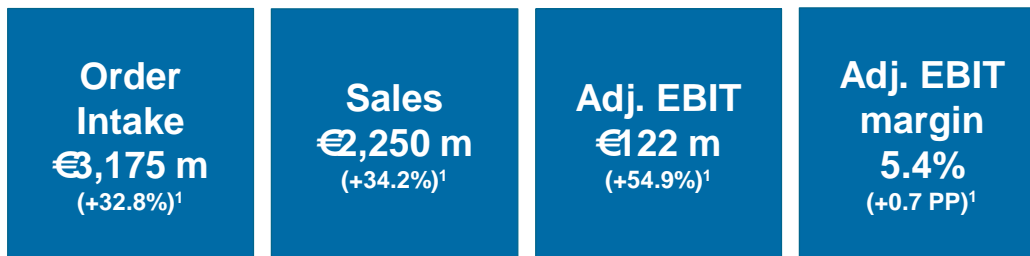 Order
Intake
€3,175 m
(+32.8%)¹
Sales
€2,250 m
(+34.2%)¹
Adj. EBIT
€122 m
(+54.9%)¹
Adj. EBIT
margin
5.4%
(+0.7 PP)¹